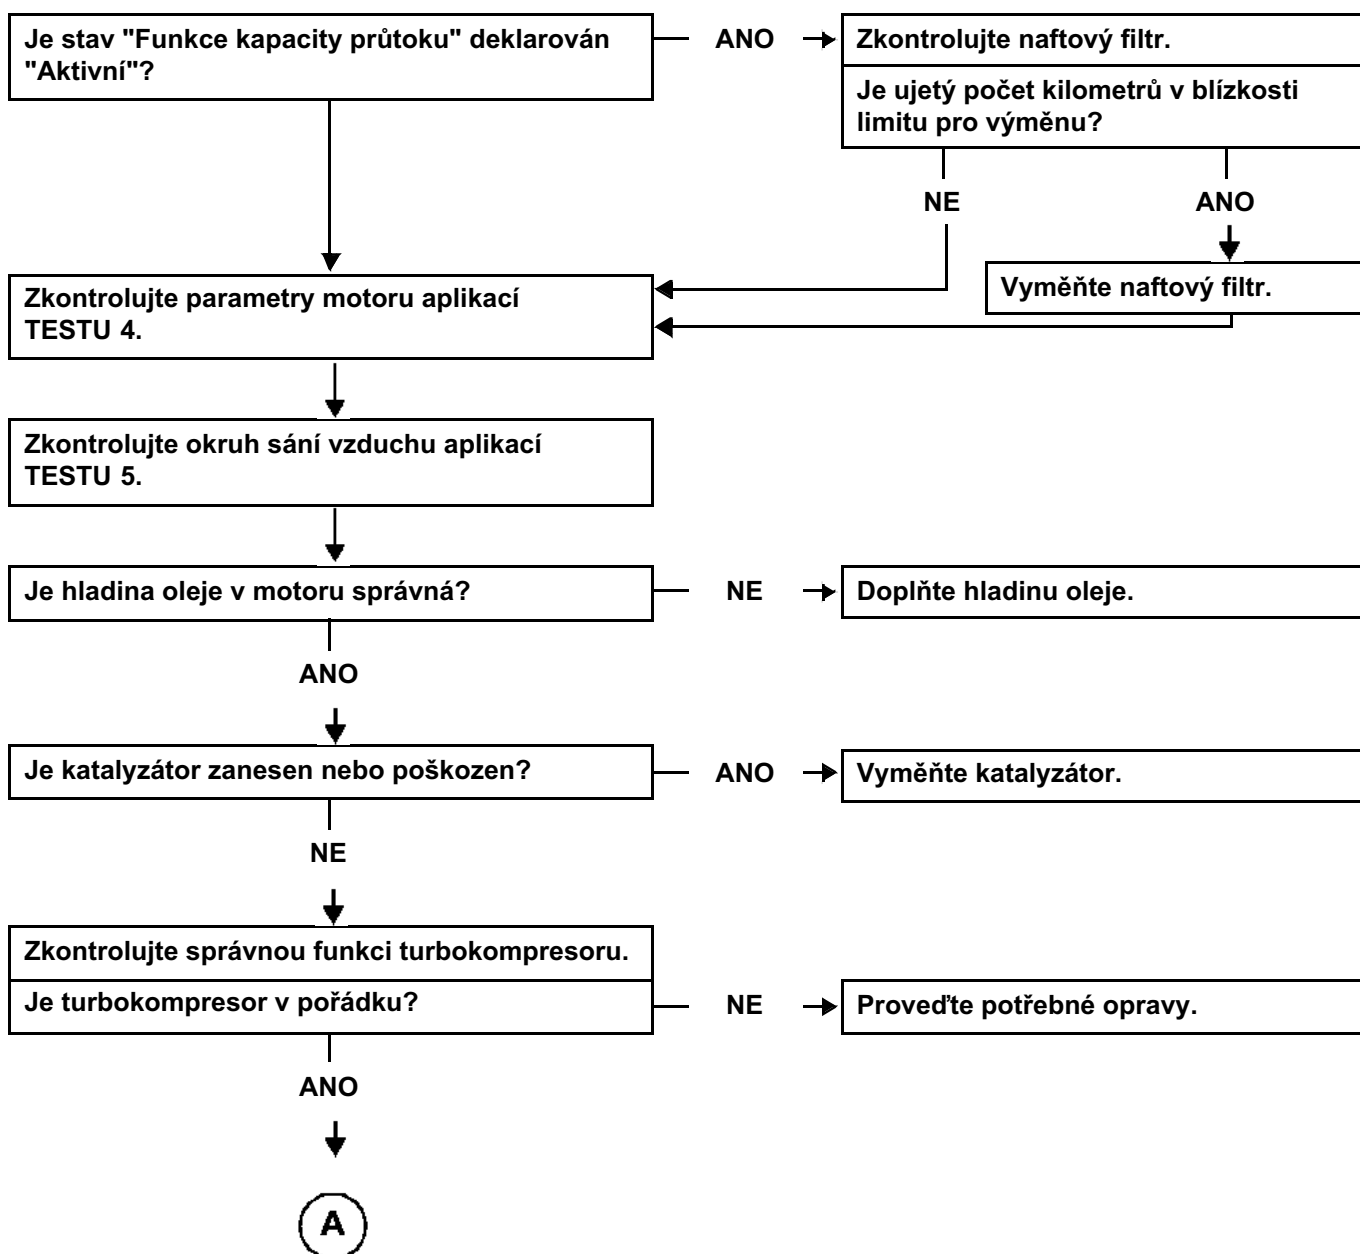 Je stav "Funkce kapacity průtoku" deklarován
"Aktivní"?
ANO
Zkontrolujte naftový filtr.
Je ujetý počet kilometrů v blízkosti
limitu pro výměnu?
NE
ANO
Vyměňte naftový filtr.
Zkontrolujte parametry motoru aplikací
TESTU 4.
Zkontrolujte okruh sání vzduchu aplikací
TESTU 5.
Je hladina oleje v motoru správná?
NE
Doplňte hladinu oleje.
ANO
Je katalyzátor zanesen nebo poškozen?
ANO
Vyměňte katalyzátor.
NE
Zkontrolujte správnou funkci turbokompresoru.
Je turbokompresor v pořádku?
NE
Proveďte potřebné opravy.
ANO
A